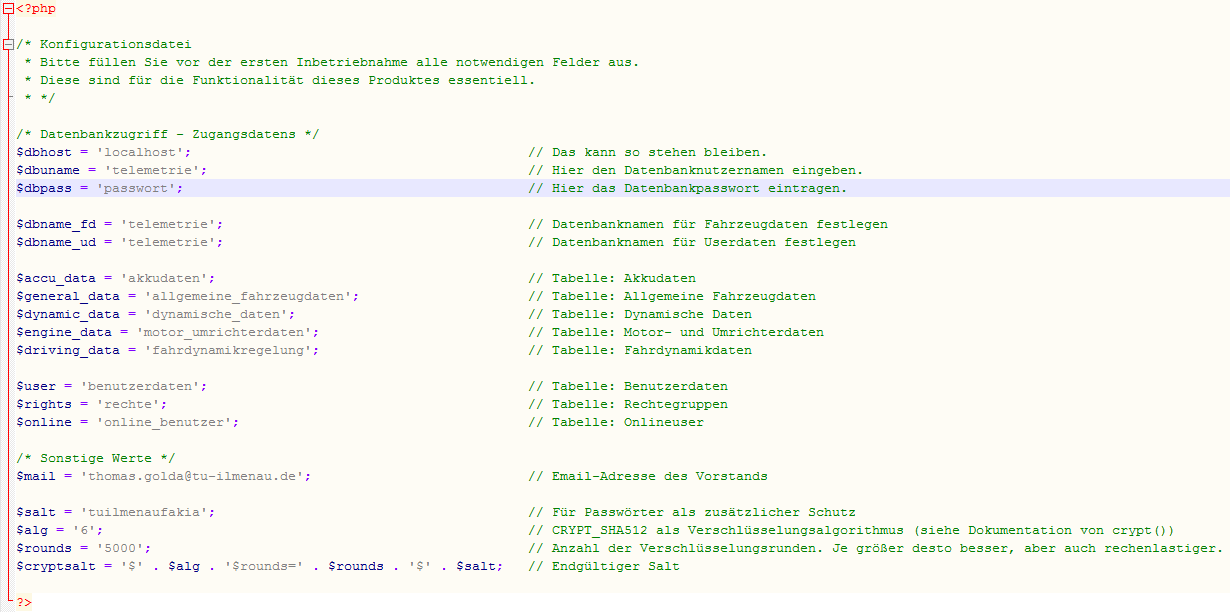 <?php
/* Konfigurationsdatei
 * Bitte füllen Sie vor der ersten Inbetriebnahme alle notwendigen Felder aus.
 * Diese sind für die Funktionalität dieses Produktes essentiell.
 * */
/* Datenbankzugriff - Zugangsdatens */
$dbhost = 'localhost'; // Das kann so stehen bleiben.
$dbuname = 'telemetrie'; // Hier den Datenbanknutzernamen eingeben.
$dbpass = 'passwort'; // Hier das Datenbankpasswort eintragen.
$dbname_fd = 'telemetrie'; // Datenbanknamen für Fahrzeugdaten festlegen
$dbname_ud = 'telemetrie'; // Datenbanknamen für Userdaten festlegen
$accu_data = 'akkudaten'; // Tabelle: Akkudaten
$general_data = 'allgemeine_fahrzeugdaten'; // Tabelle: Allgemeine Fahrzeugdaten
$dynamic_data = 'dynamische_daten'; // Tabelle: Dynamische Daten
$engine_data = 'motor_umrichterdaten'; // Tabelle: Motor- und Umrichterdaten
$driving_data = 'fahrdynamikregelung'; // Tabelle: Fahrdynamikdaten
$user = 'benutzerdaten'; // Tabelle: Benutzerdaten
$rights = 'rechte'; // Tabelle: Rechtegruppen
$online = 'online_benutzer'; // Tabelle: Onlineuser
/* Sonstige Werte */
$mail = 'thomas.golda@tu-ilmenau.de'; // Email-Adresse des Vorstands
$salt = 'tuilmenaufakia'; // Für Passwörter als zusätzlicher Schutz
$alg = '6'; // CRYPT_SHA512 als Verschlüsselungsalgorithmus (siehe Dokumentation von crypt())
$rounds = '5000'; // Anzahl der Verschlüsselungsrunden. Je größer desto besser, aber auch rechenlastiger.
$cryptsalt = '$' . $alg . '$rounds=' . $rounds . '$' . $salt; // Endgültiger Salt
?>